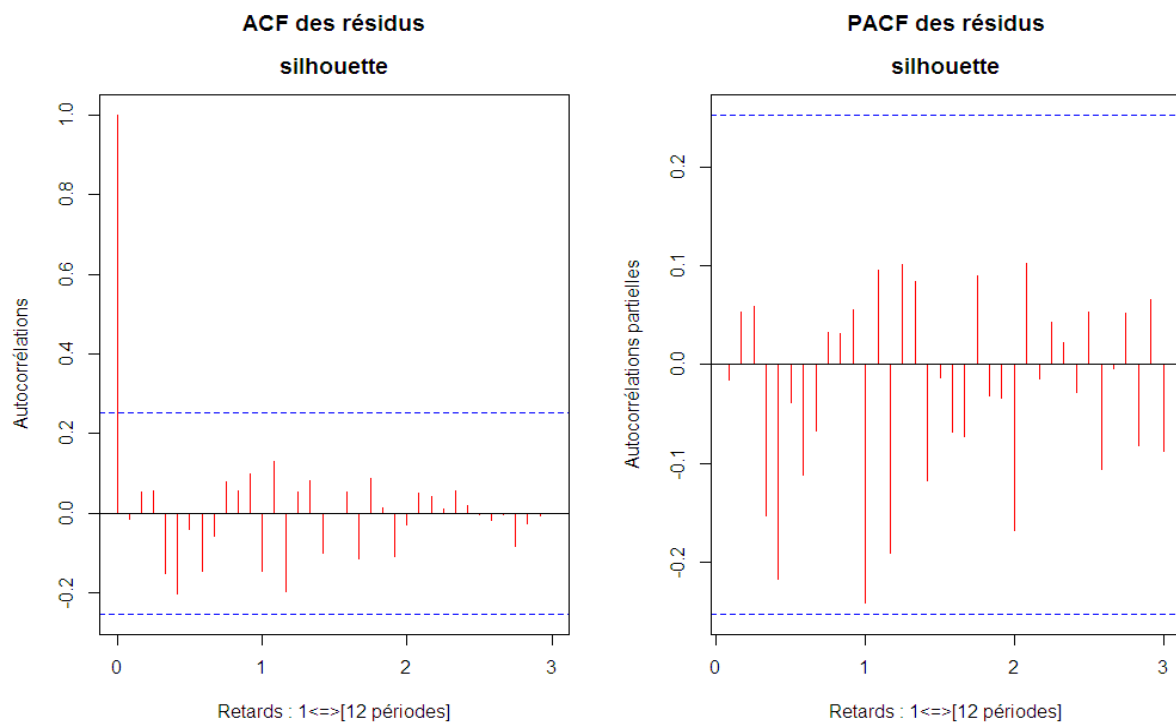 ACF des résidus
silhouette
Autocorrélations
1.0
0.8
0.6
0.4
0.2
0.0
-0.2
0
1
2
3
Retards : 1<=>[12 périodes]
PACF des résidus
silhouette
Autocorrélations partielles
0.2
0.1
0.0
-0.1
-0.2
0
1
2
3
Retards : 1<=>[12 périodes]